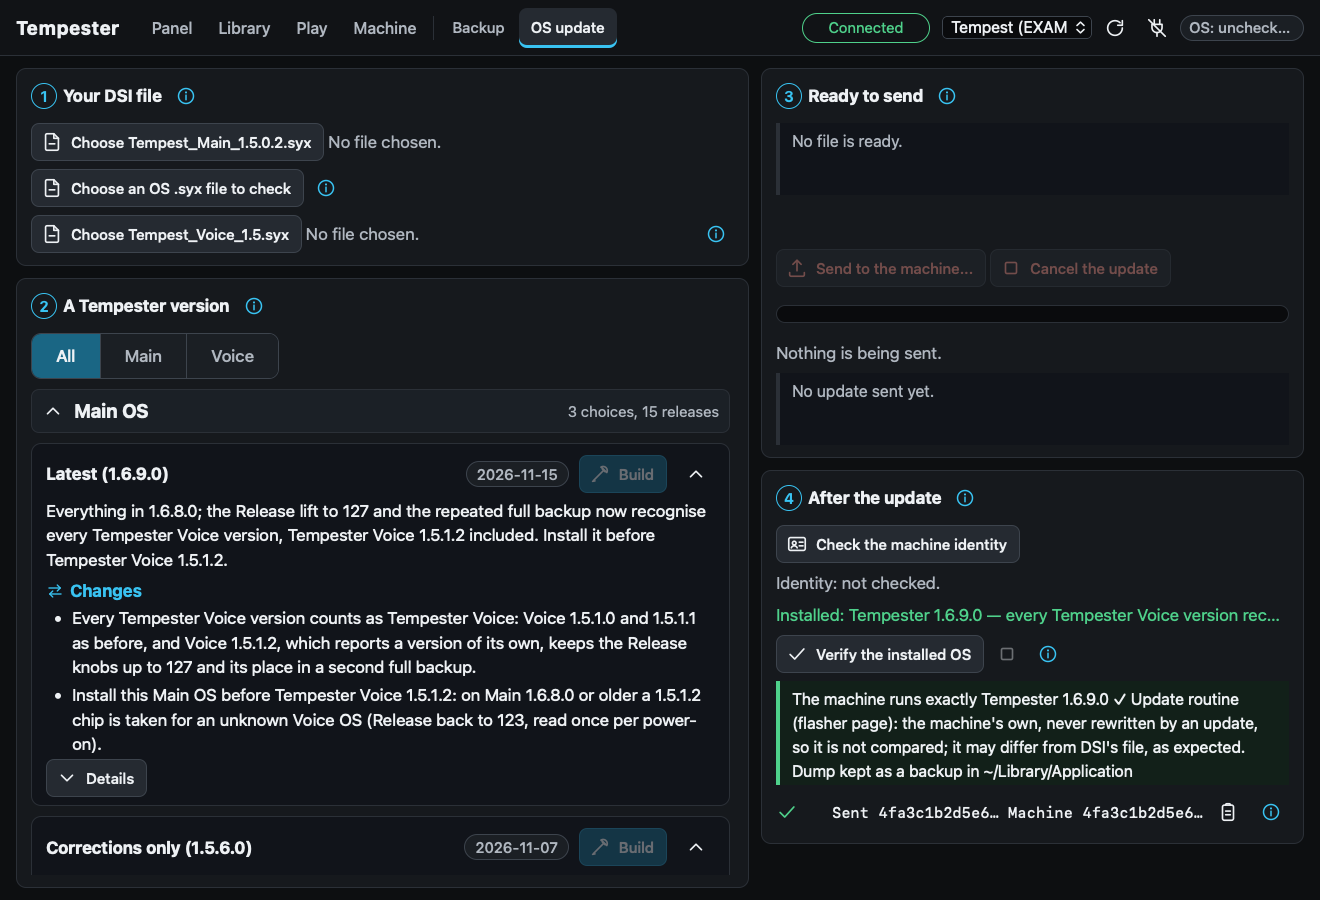 Tempester
Panel
Library
Play
Machine
Backup
OS update
Connected
Tempest (EXAM
OS: uncheck...
1 Your DSI file
Choose Tempest_Main_1.5.0.2.syx No file chosen.
Choose an OS .syx file to check
Choose Tempest_Voice_1.5.syx No file chosen.
2 A Tempester version
All
Main
Voice
Main OS
3 choices, 15 releases
Latest (1.6.9.0)
2026-11-15
Build
Everything in 1.6.8.0; the Release lift to 127 and the repeated full backup now recognise
every Tempester Voice version, Tempester Voice 1.5.1.2 included. Install it before
Tempester Voice 1.5.1.2.
Changes
• Every Tempester Voice version counts as Tempester Voice: Voice 1.5.1.0 and 1.5.1.1
as before, and Voice 1.5.1.2, which reports a version of its own, keeps the Release
knobs up to 127 and its place in a second full backup.
• Install this Main OS before Tempester Voice 1.5.1.2: on Main 1.6.8.0 or older a 1.5.1.2
chip is taken for an unknown Voice OS (Release back to 123, read once per power-
on).
Details
Corrections only (1.5.6.0)
2026-11-07
Build
3 Ready to send
No file is ready.
Send to the machine...
Cancel the update
Nothing is being sent.
No update sent yet.
4 After the update
Check the machine identity
Identity: not checked.
Installed: Tempester 1.6.9.0 — every Tempester Voice version rec...
Verify the installed OS
The machine runs exactly Tempester 1.6.9.0 ✓ Update routine
(flasher page): the machine's own, never rewritten by an update,
so it is not compared; it may differ from DSI's file, as expected.
Dump kept as a backup in ~/Library/Application
Sent 4fa3c1b2d5e6… Machine 4fa3c1b2d5e6…